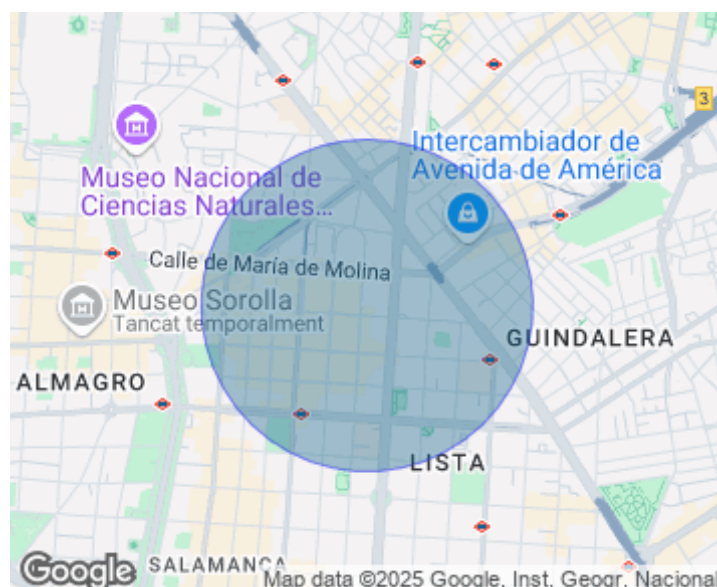 3
Intercambiador de
Avenida de América
Museo Nacional de
Ciencias Naturales...
Calle de María de Molina
Museo Sorolla
Tancat temporalment
GUINDALERA
ALMAGRO
LISTA
SALAMANCA
Google
Map data ©2025 Google, Inst. Geogr. Nacional